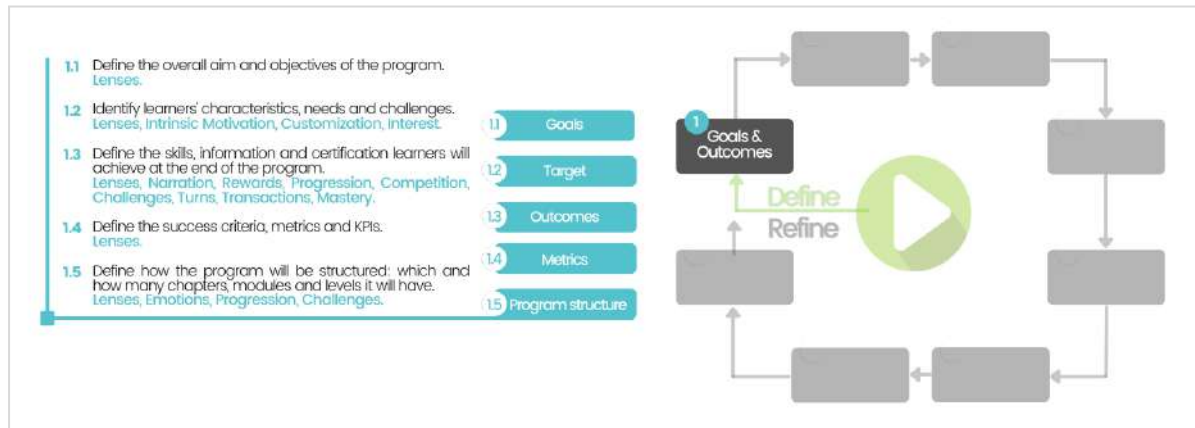 1.1 Define the overall aim and objectives of the program.
Lenses.
1.2 Identify learners' characteristics, needs and challenges.
Lenses, Intrinsic Motivation, Customization, Interest.
1.3 Define the skills, information and certification learners will
achieve at the end of the program.
Lenses, Narration, Rewards, Progression, Competition,
Challenges, Turns, Transactions, Mastery.
1.4 Define the success criteria, metrics and KPIs.
Lenses.
1.5 Define how the program will be structured: which and
how many chapters, modules and levels it will have.
Lenses, Emotions, Progression, Challenges.
1.1 Goals
1.2 Target
1.3 Outcomes
1.4 Metrics
1.5 Program structure
1
Goals &
Outcomes
Define
Refine